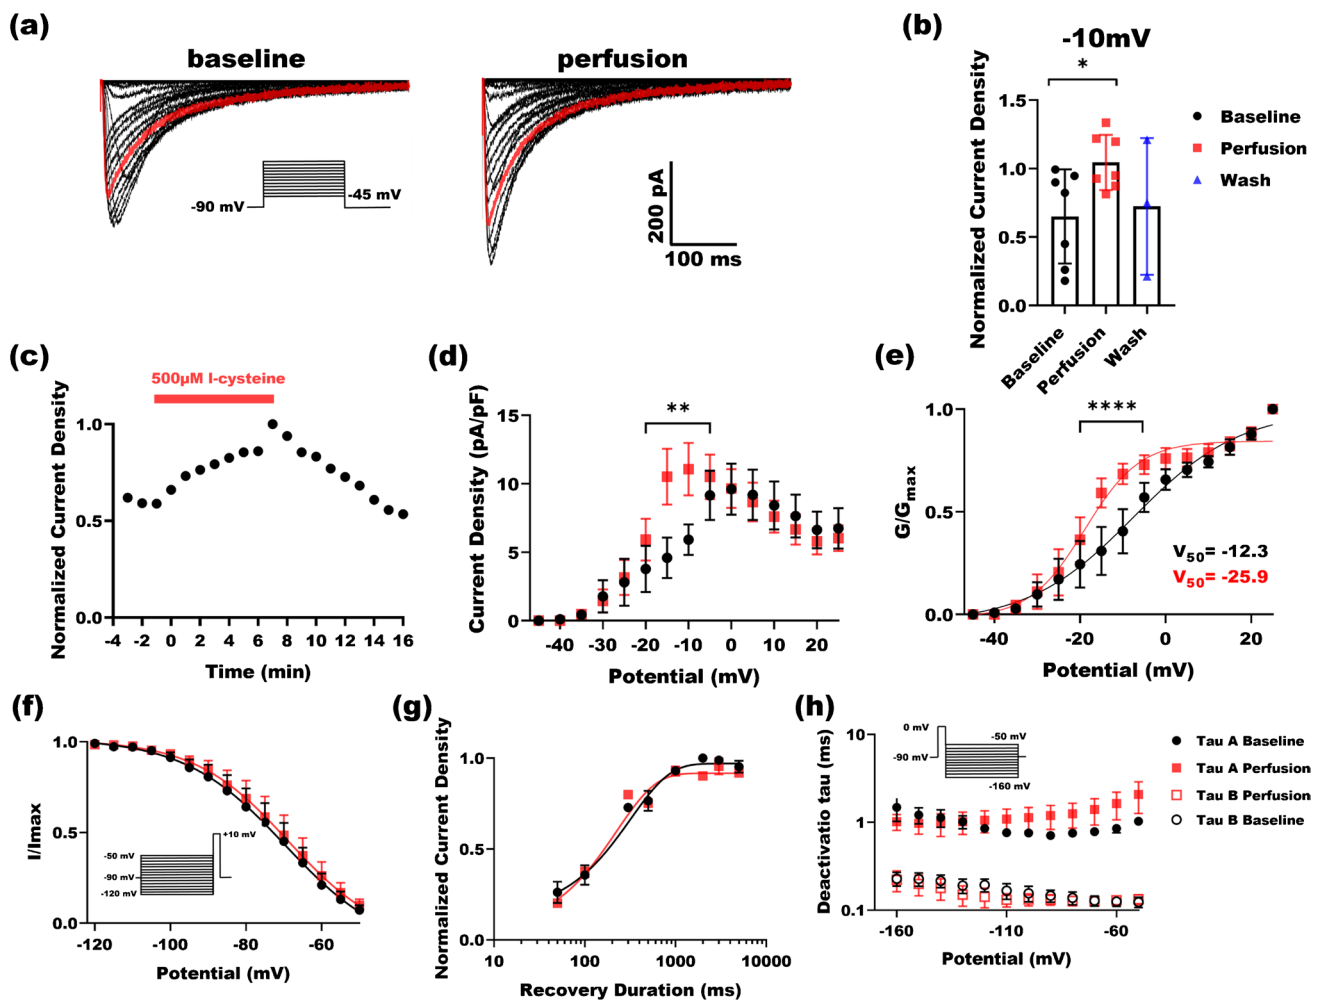 (a)
baseline
perfusion
-90 mV
-45 mV
200 pA
100 ms
(b)
-10mV
*
Normalized Current Density
1.5
1.0
0.5
0.0
Baseline
Perfusion
Wash
Baseline
Perfusion
Wash
(c)
500µM l-cysteine
Normalized Current Density
1.0
0.5
0.0
-4 -2 0 2 4 6 8 10 12 14 16
Time (min)
(d)
**
Current Density (pA/pF)
15
10
5
0
-40 -30 -20 -10 0 10 20
Potential (mV)
(e)
****
G/Gmax
1.0
0.5
0.0
V50= -12.3
V50= -25.9
-40 -20 0 20
Potential (mV)
(f)
I/Imax
1.0
0.5
0.0
+10 mV
-50 mV
-90 mV
-120 mV
-120 -100 -80 -60
Potential (mV)
(g)
Normalized Current Density
1.0
0.5
0.0
10 100 1000 10000
Recovery Duration (ms)
(h)
Deactivatio tau (ms)
10
1
0.1
0 mV
-50 mV
-90 mV
-160 mV
-160 -110 -60
Potential (mV)
Tau A Baseline
Tau A Perfusion
Tau B Perfusion
Tau B Baseline